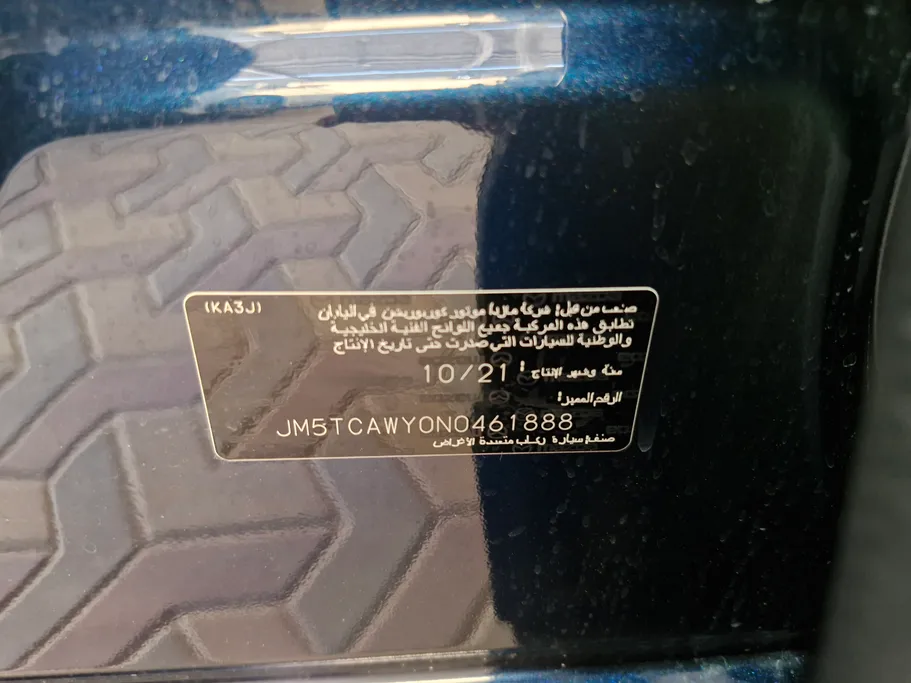 (KA3J)
صنعت من قبل: شركة مازدا موتور كوربوريشن في اليابان
تطابق هذه المركبة جميع اللوائح الفنية الخليجية
والوطنية للسيارات التي صدرت حتى تاريخ الإنتاج
سنة وشهر الإنتاج: 10/21
الرقم المميز:
JM5TCAWY0N0461888
صنف: سيارة ركاب متعددة الأغراض